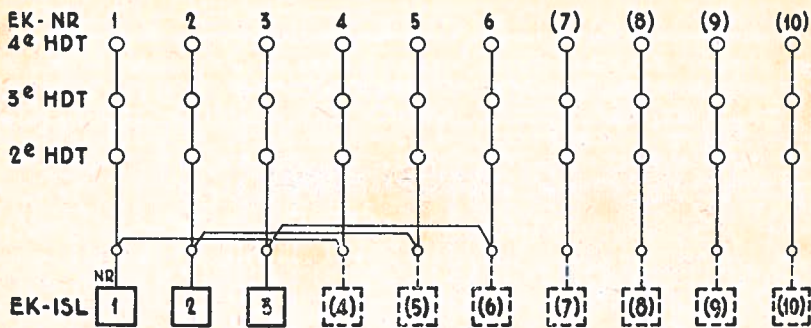 EK-NR 1 2 3 4 5 6 (7) (8) (9) (10)
4e HDT
3e HDT
2e HDT
NR
EK-ISL 1 2 3 (4) (5) (6) (7) (8) (9) (10)